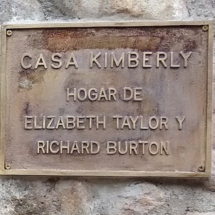 CASA KIMBERLY
HOGAR DE
ELIZABETH TAYLOR Y
RICHARD BURTON